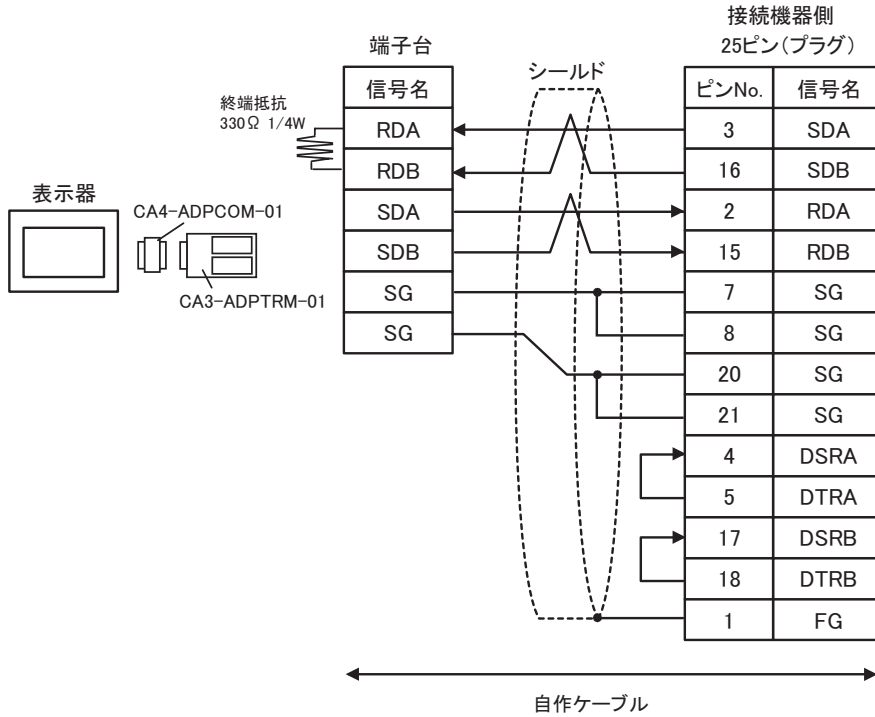 接続機器側
25ピン(プラグ)
端子台
シールド
信号名
ピンNo. 信号名
終端抵抗
330Ω 1/4W
RDA 3 SDA
RDB 16 SDB
表示器
CA4-ADPCOM-01
CA3-ADPTRM-01
SDA 2 RDA
SDB 15 RDB
SG 7 SG
SG 8 SG
20 SG
21 SG
4 DSRA
5 DTRA
17 DSRB
18 DTRB
1 FG
自作ケーブル